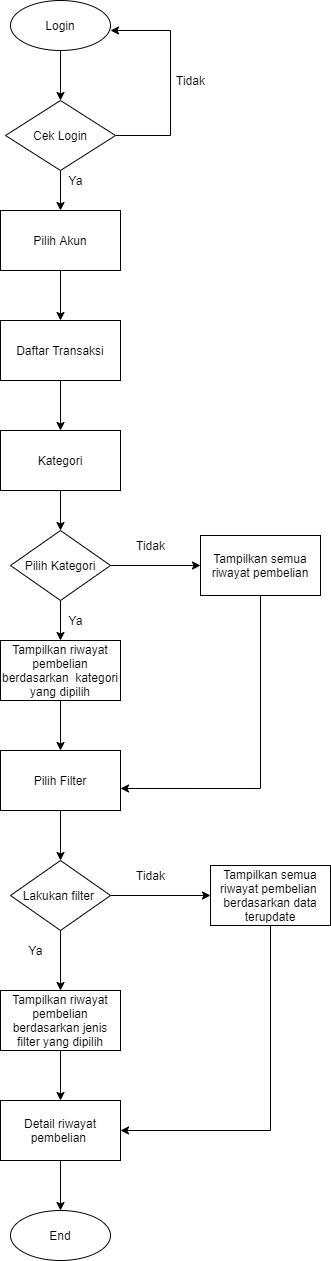 Login
Tidak
Cek Login
Ya
Pilih Akun
Daftar Transaksi
Kategori
Tidak
Pilih Kategori
Tampilkan semua
riwayat pembelian
Ya
Tampilkan riwayat
pembelian
berdasarkan kategori
yang dipilih
Pilih Filter
Tidak
Lakukan filter
Tampilkan semua
riwayat pembelian
berdasarkan data
terupdate
Ya
Tampilkan riwayat
pembelian
berdasarkan jenis
filter yang dipilih
Detail riwayat
pembelian
End